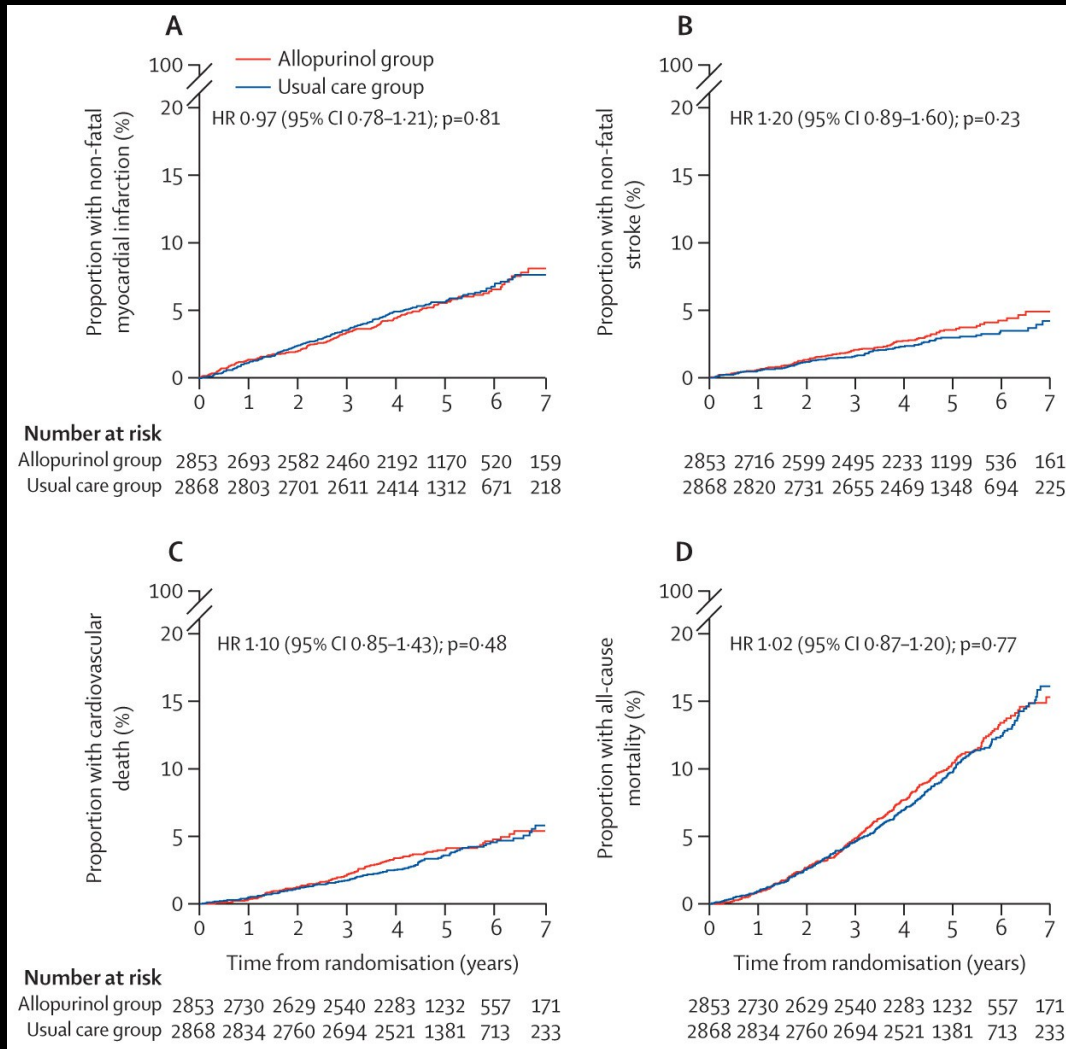 A
100
Allopurinol group
Usual care group
20
HR 0·97 (95% CI 0·78–1·21); p=0·81
15
10
5
0
Proportion with non-fatal
myocardial infarction (%)
0 1 2 3 4 5 6 7
Number at risk
Allopurinol group 2853 2693 2582 2460 2192 1170 520 159
Usual care group 2868 2803 2701 2611 2414 1312 671 218
B
100
20
HR 1·20 (95% CI 0·89–1·60); p=0·23
15
10
5
0
Proportion with non-fatal
stroke (%)
0 1 2 3 4 5 6 7
2853 2716 2599 2495 2233 1199 536 161
2868 2820 2731 2655 2469 1348 694 225
C
100
20
HR 1·10 (95% CI 0·85–1·43); p=0·48
15
10
5
0
Proportion with cardiovascular
death (%)
0 1 2 3 4 5 6 7
Time from randomisation (years)
Number at risk
Allopurinol group 2853 2730 2629 2540 2283 1232 557 171
Usual care group 2868 2834 2760 2694 2521 1381 713 233
D
100
20
HR 1·02 (95% CI 0·87–1·20); p=0·77
15
10
5
0
Proportion with all-cause
mortality (%)
0 1 2 3 4 5 6 7
Time from randomisation (years)
2853 2730 2629 2540 2283 1232 557 171
2868 2834 2760 2694 2521 1381 713 233